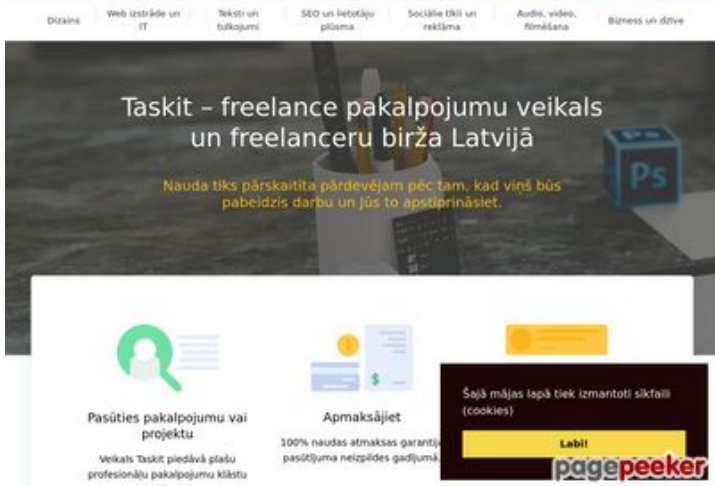 Dizains
Web izstrāde un
IT
Teksti un
tulkojumi
SEO un lietotāju
plūsma
Sociālie tīkli un
reklāma
Audio, video,
filmēšana
Bizness un dzīve
Taskit – freelance pakalpojumu veikals
un freelanceru birža Latvijā
Nauda tiks pārskaitīta pārdevējam pēc tam, kad viņš būs
pabeidzis darbu un Jūs to apstiprināsiet.
Ps
Pasūties pakalpojumu vai
projektu
Veikals Taskit piedāvā plašu
profesionāļu pakalpojumu klāstu
Apmaksājiet
100% naudas atmaksas garantija
pasūtījuma neizpildes gadījumā.
Šajā mājas lapā tiek izmantoti sīkfaili
(cookies)
Labi!
pagepeeker